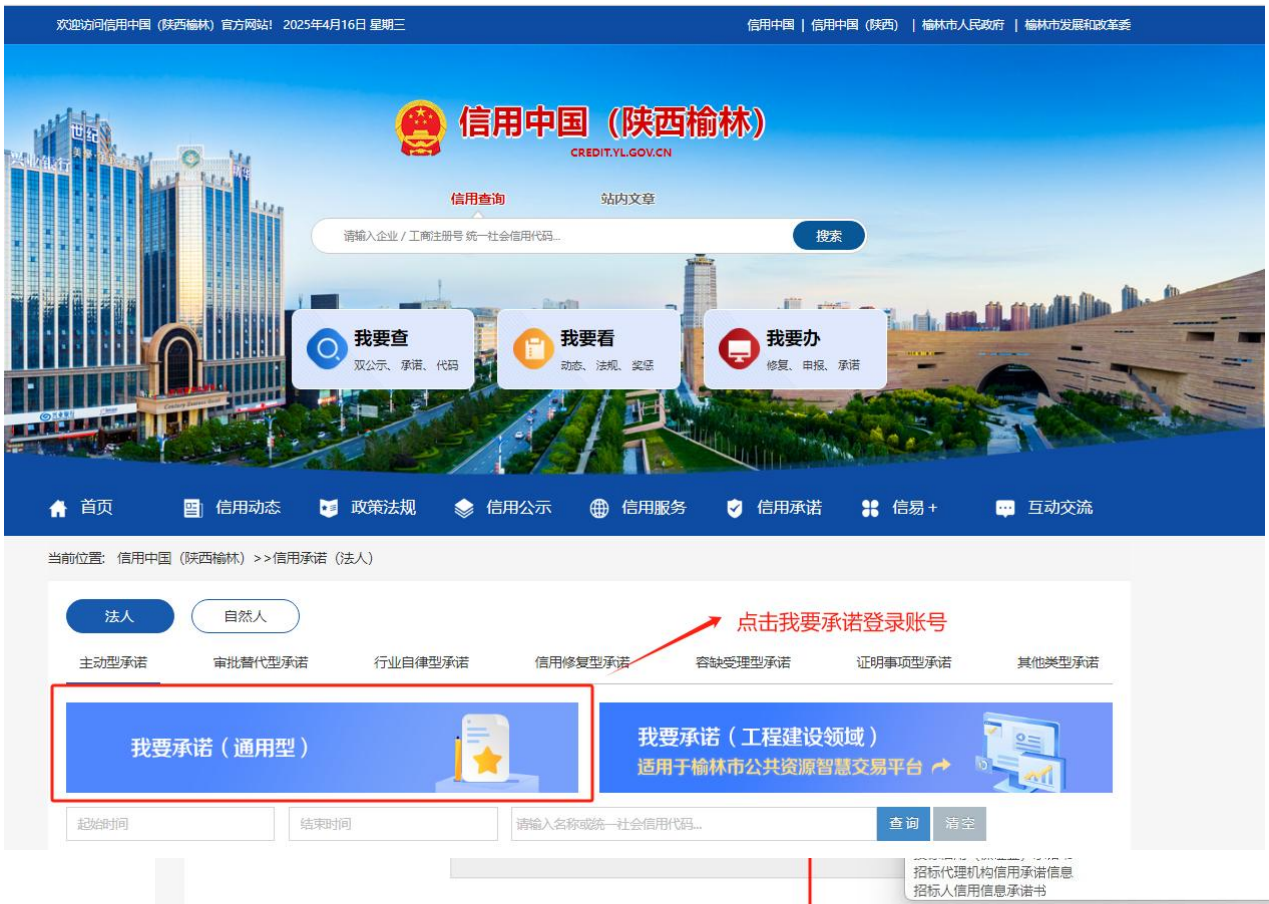 欢迎访问信用中国（陕西榆林）官方网站！ 2025年4月16日 星期三
信用中国 | 信用中国（陕西） | 榆林市人民政府 | 榆林市发展和改革委
世纪
兴业银行
信用中国（陕西榆林）
CREDIT.YL.GOV.CN
信用查询 站内文章
请输入企业 / 工商注册号 统一社会信用代码... 搜索
我要查
双公示、承诺、代码
我要看
动态、法规、奖惩
我要办
修复、申报、承诺
首页 信用动态 政策法规 信用公示 信用服务 信用承诺 信易+ 互动交流
当前位置: 信用中国（陕西榆林）>>信用承诺（法人）
法人 自然人
点击我要承诺登录账号
主动型承诺 审批替代型承诺 行业自律型承诺 信用修复型承诺 容缺受理型承诺 证明事项型承诺 其他类型承诺
我要承诺（通用型）
我要承诺（工程建设领域）
适用于榆林市公共资源智慧交易平台
起始时间 结束时间 请输入名称或统一社会信用代码... 查询 清空
招标代理机构信用承诺信息
招标人信用信息承诺书